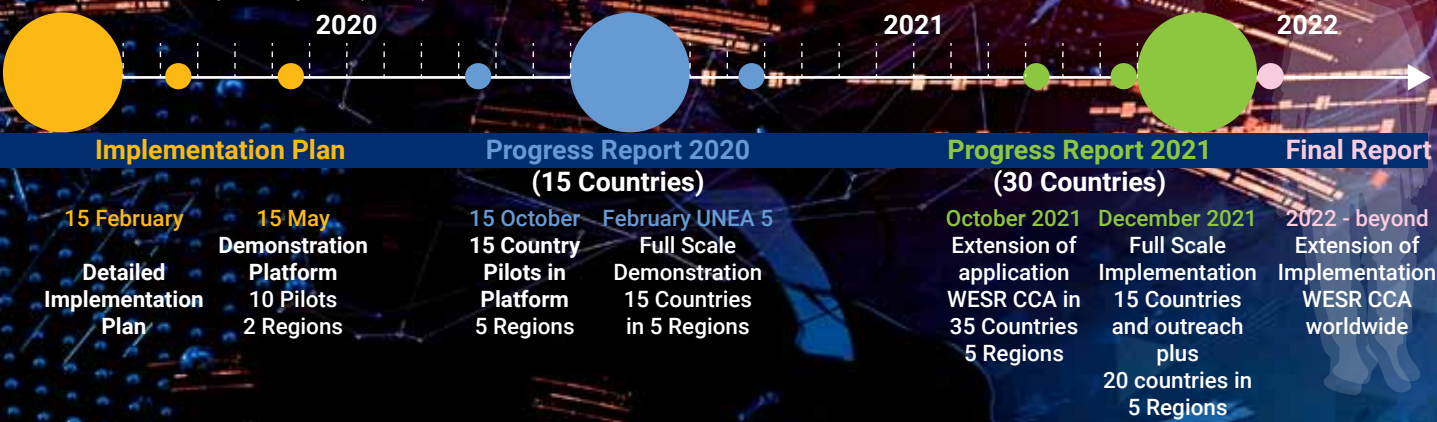 2020
2021
2022
Implementation Plan
Progress Report 2020
Progress Report 2021
Final Report
(15 Countries)
(30 Countries)
15 February
Detailed
Implementation
Plan
15 May
Demonstration
Platform
10 Pilots
2 Regions
15 October
15 Country
Pilots in
Platform
5 Regions
February UNEA 5
Full Scale
Demonstration
15 Countries
in 5 Regions
October 2021
Extension of
application
WESR CCA in
35 Countries
5 Regions
December 2021
Full Scale
Implementation
15 Countries
and outreach
plus
20 countries in
5 Regions
2022 - beyond
Extension of
Implementation
WESR CCA
worldwide